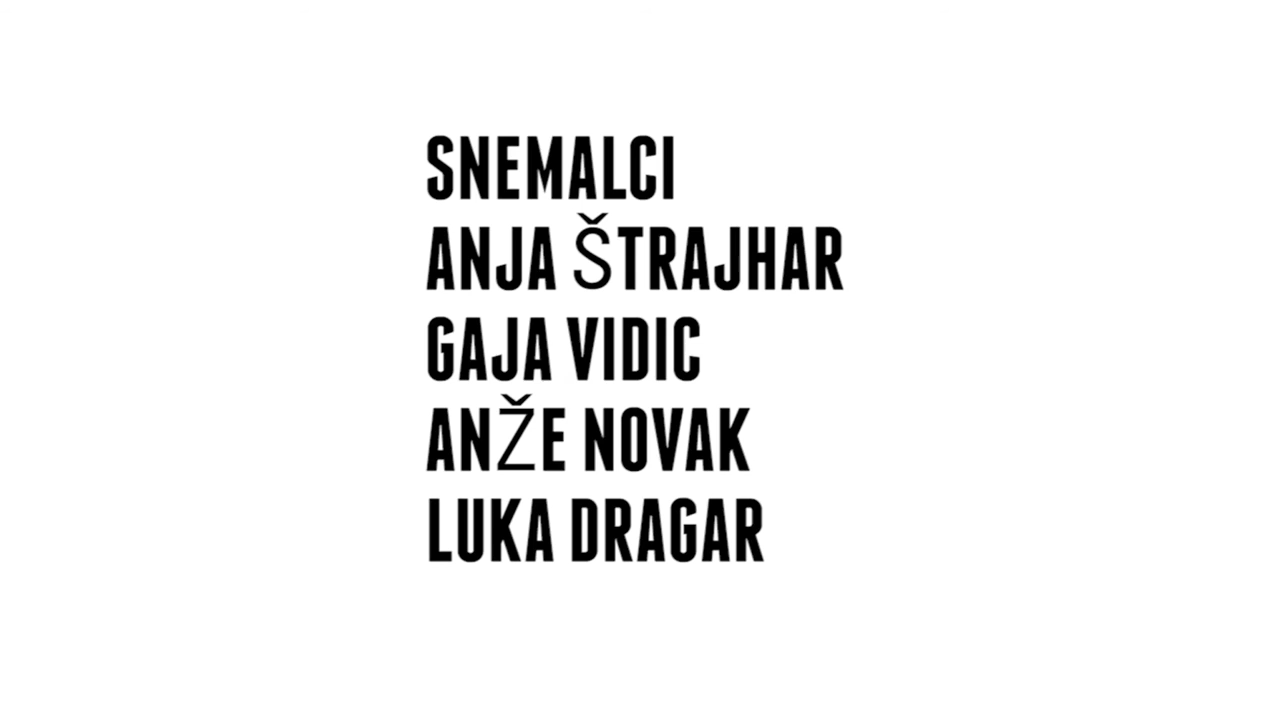 SNEMALCI
ANJA ŠTRAJHAR
GAJA VIDIC
ANŽE NOVAK
LUKA DRAGAR